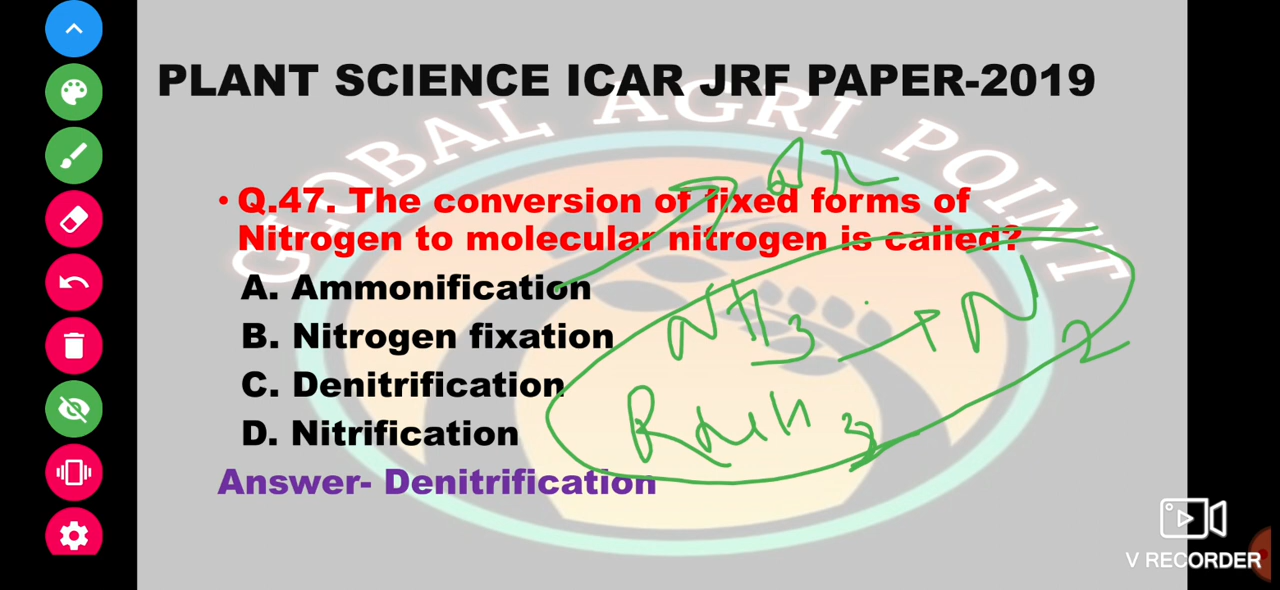 PLANT SCIENCE ICAR JRF PAPER-2019
GLOBAL AGRI POINT
• Q.47. The conversion of fixed forms of
Nitrogen to molecular nitrogen is called?
A. Ammonification
B. Nitrogen fixation
C. Denitrification
D. Nitrification
Answer- Denitrification
NH3 → N2
V RECORDER